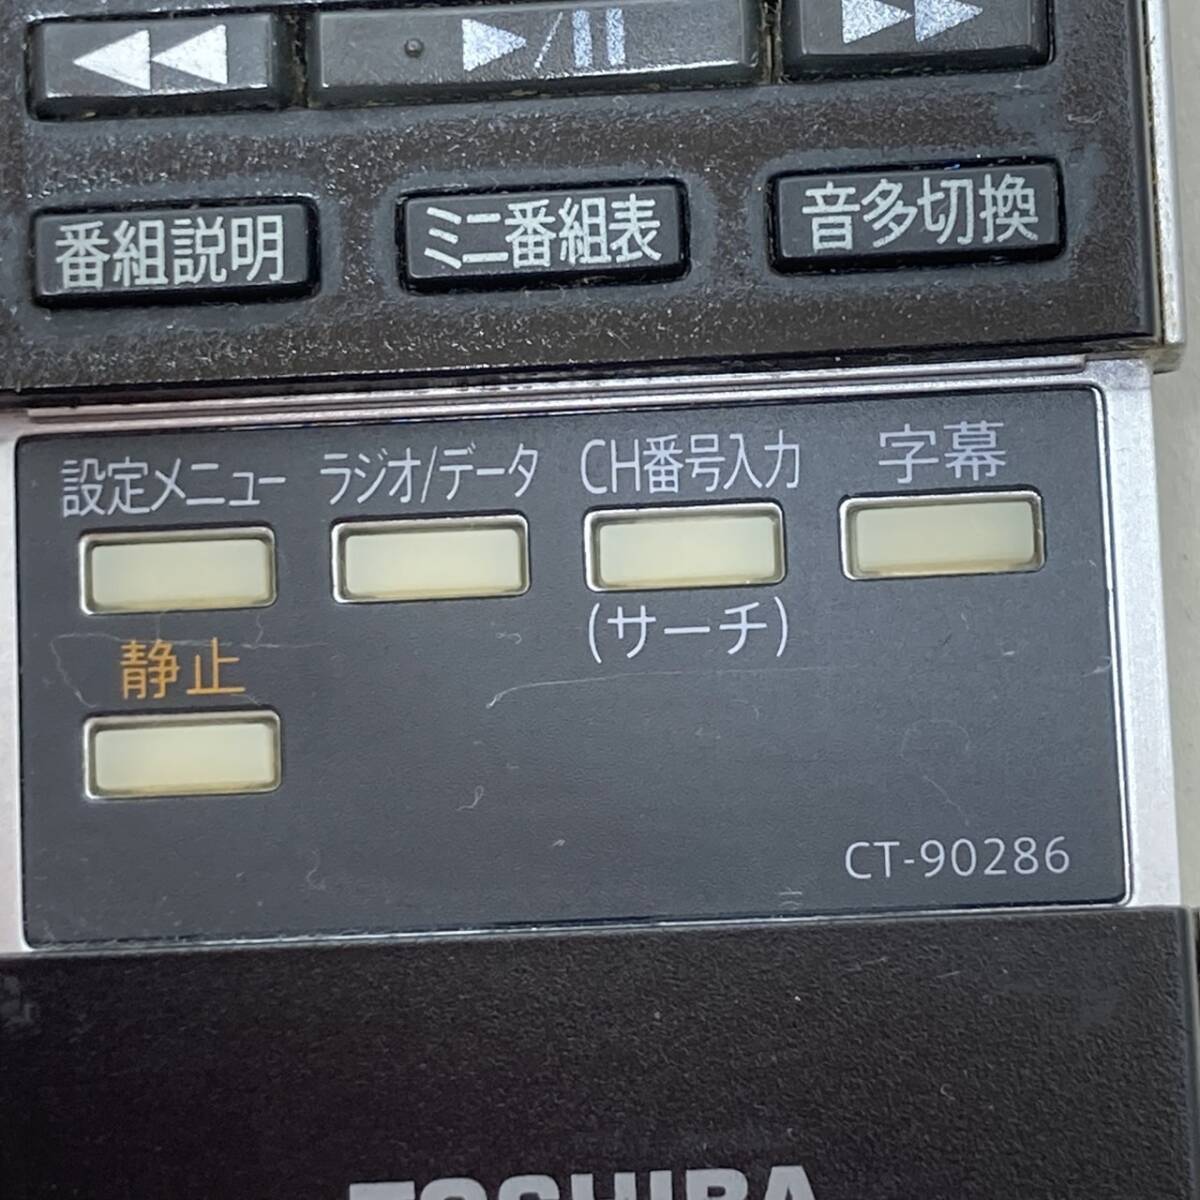 番組説明 ミニ番組表 音多切換
設定メニュー ラジオ/データ CH番号入力 字幕
(サーチ)
静止
CT-90286
TOSHIBA